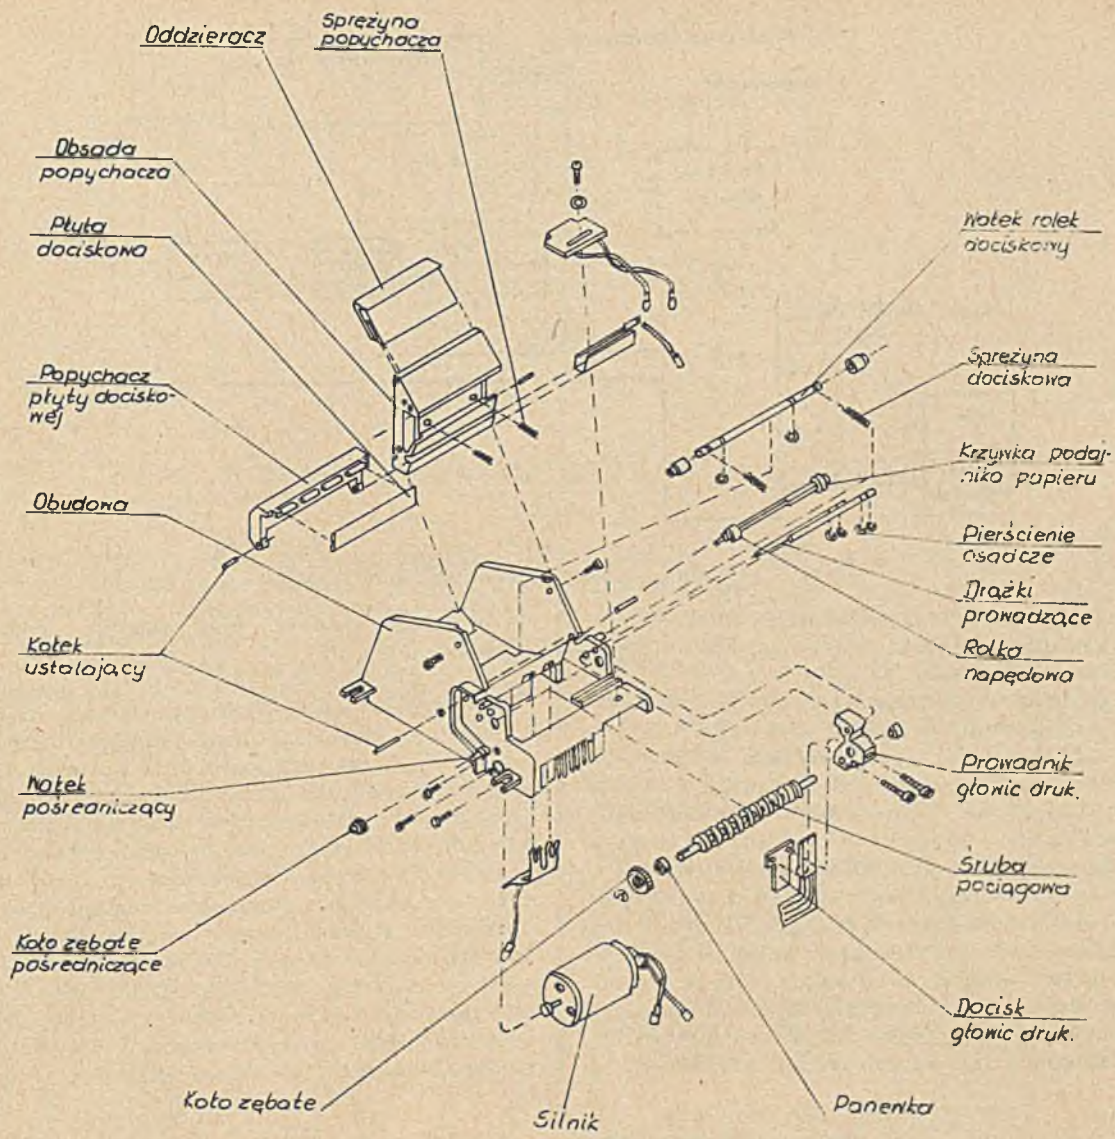 Oddzieracz
Sprężyna
popychacza
Obsada
popychacza
Płyta
dociskowa
Popychacz
płyty docisko-
wej
Obudowa
Kołek
ustalający
Wałek
pośredniczący
Koło zębate
pośredniczące
Koło zębate
Silnik
Panewka
Wałek rolek
dociskowy
Sprężyna
dociskowa
Krzywka podaj-
nika papieru
Pierścienie
osadcze
Drążki
prowadzące
Rolka
napędowa
Prowadnik
głowic druk.
Śruba
pociągowa
Docisk
głowic druk.